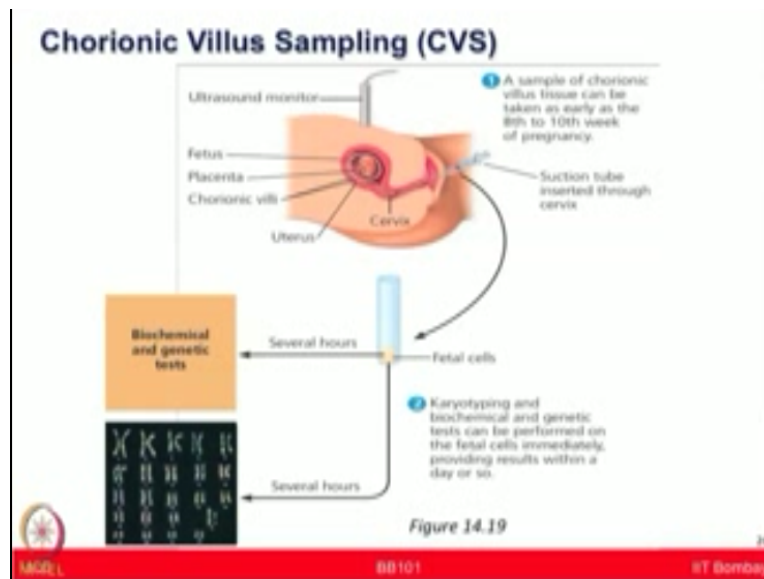 Chorionic Villus Sampling (CVS)
Ultrasound monitor
Fetus
Placenta
Chorionic villi
Uterus
Cervix
1 A sample of chorionic
villus tissue can be
taken as early as the
8th to 10th week
of pregnancy.
Suction tube
inserted through
cervix
Biochemical
and genetic
tests
Several hours
Fetal cells
2 Karyotyping and
biochemical and genetic
tests can be performed on
the fetal cells immediately,
providing results within a
day or so.
Several hours
Figure 14.19
BB101
IIT Bombay